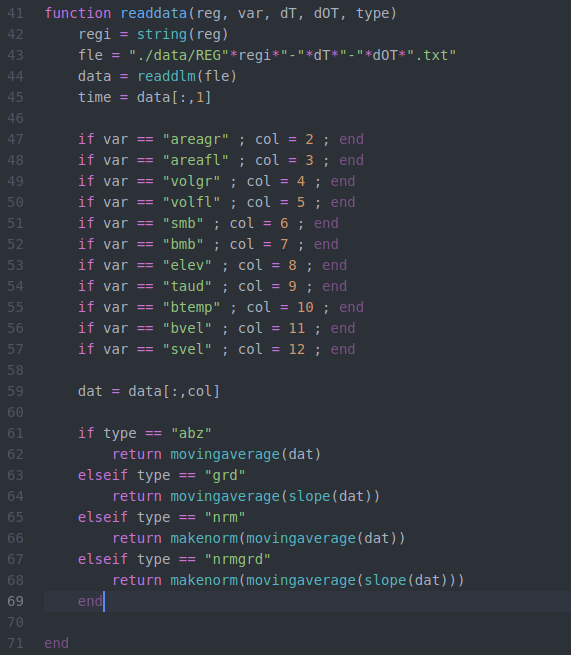 41 function readdata(reg, var, dT, dOT, type)
42     regi = string(reg)
43     fle = "./data/REG"*regi*"-"*dT*"-"*dOT*".txt"
44     data = readdlm(fle)
45     time = data[:,1]
46
47     if var == "areagr" ; col = 2 ; end
48     if var == "areafl" ; col = 3 ; end
49     if var == "volgr" ; col = 4 ; end
50     if var == "volfl" ; col = 5 ; end
51     if var == "smb" ; col = 6 ; end
52     if var == "bmb" ; col = 7 ; end
53     if var == "elev" ; col = 8 ; end
54     if var == "taud" ; col = 9 ; end
55     if var == "btemp" ; col = 10 ; end
56     if var == "bvel" ; col = 11 ; end
57     if var == "svel" ; col = 12 ; end
58
59     dat = data[:,col]
60
61     if type == "abz"
62         return movingaverage(dat)
63     elseif type == "grd"
64         return movingaverage(slope(dat))
65     elseif type == "nrm"
66         return makenorm(movingaverage(dat))
67     elseif type == "nrmgrd"
68         return makenorm(movingaverage(slope(dat)))
69     end
70
71 end